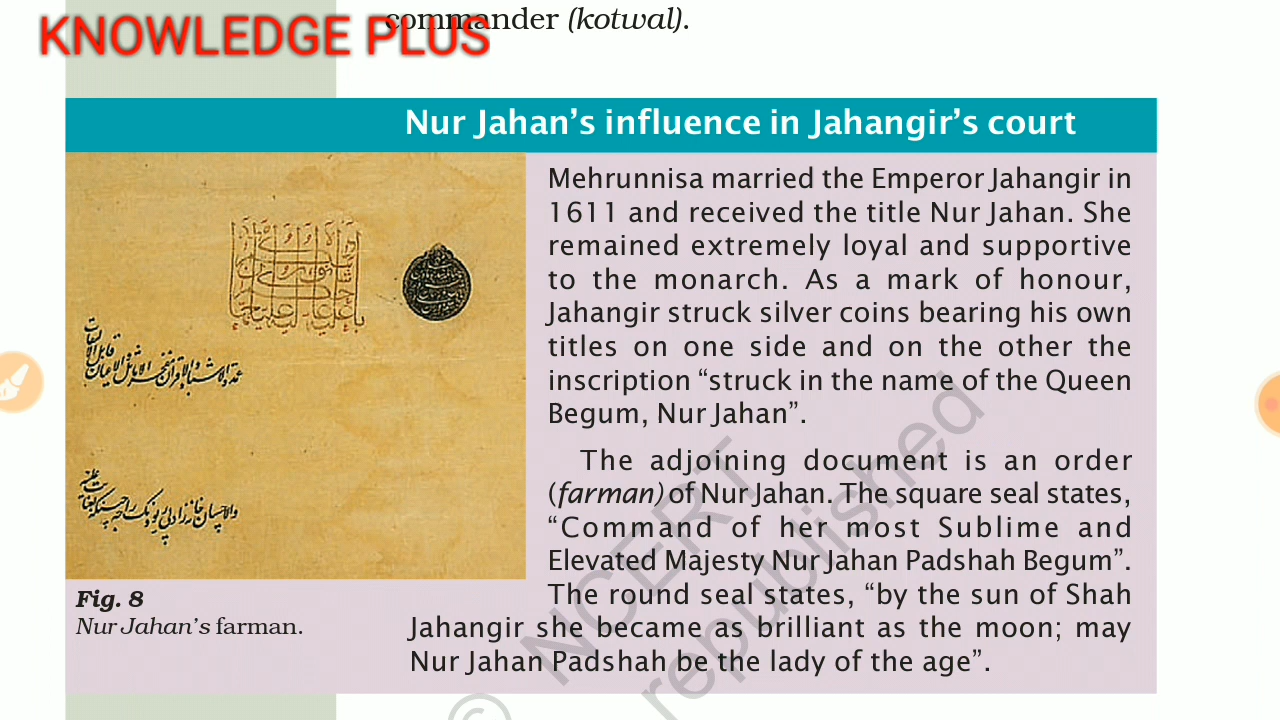 commander (kotwal).
KNOWLEDGE PLUS
Nur Jahan’s influence in Jahangir’s court
Mehrunnisa married the Emperor Jahangir in
1611 and received the title Nur Jahan. She
remained extremely loyal and supportive
to the monarch. As a mark of honour,
Jahangir struck silver coins bearing his own
titles on one side and on the other the
inscription “struck in the name of the Queen
Begum, Nur Jahan”.
The adjoining document is an order
(farman) of Nur Jahan. The square seal states,
“Command of her most Sublime and
Elevated Majesty Nur Jahan Padshah Begum”.
The round seal states, “by the sun of Shah
Jahangir she became as brilliant as the moon; may
Nur Jahan Padshah be the lady of the age”.
Fig. 8
Nur Jahan’s farman.
© NCERT
republished